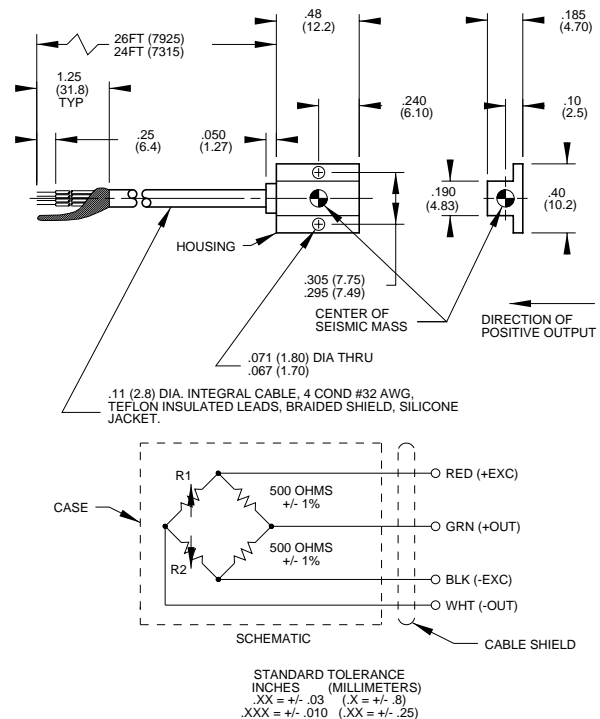 26FT (7925)
24FT (7315)
.48
(12.2)
.185
(4.70)
1.25
(31.8)
TYP
.25
(6.4)
.050
(1.27)
.240
(6.10)
.10
(2.5)
.190
(4.83)
.40
(10.2)
HOUSING
.305 (7.75)
.295 (7.49)
CENTER OF
SEISMIC MASS
DIRECTION OF
POSITIVE OUTPUT
.071 (1.80) DIA THRU
.067 (1.70)
.11 (2.8) DIA. INTEGRAL CABLE, 4 COND #32 AWG,
TEFLON INSULATED LEADS, BRAIDED SHIELD, SILICONE
JACKET.
CASE
R1
500 OHMS
+/- 1%
R2
500 OHMS
+/- 1%
RED (+EXC)
GRN (+OUT)
BLK (-EXC)
WHT (-OUT)
SCHEMATIC
CABLE SHIELD
STANDARD TOLERANCE
INCHES (MILLIMETERS)
.XX = +/- .03 (.X = +/- .8)
.XXX = +/- .010 (.XX = +/- .25)